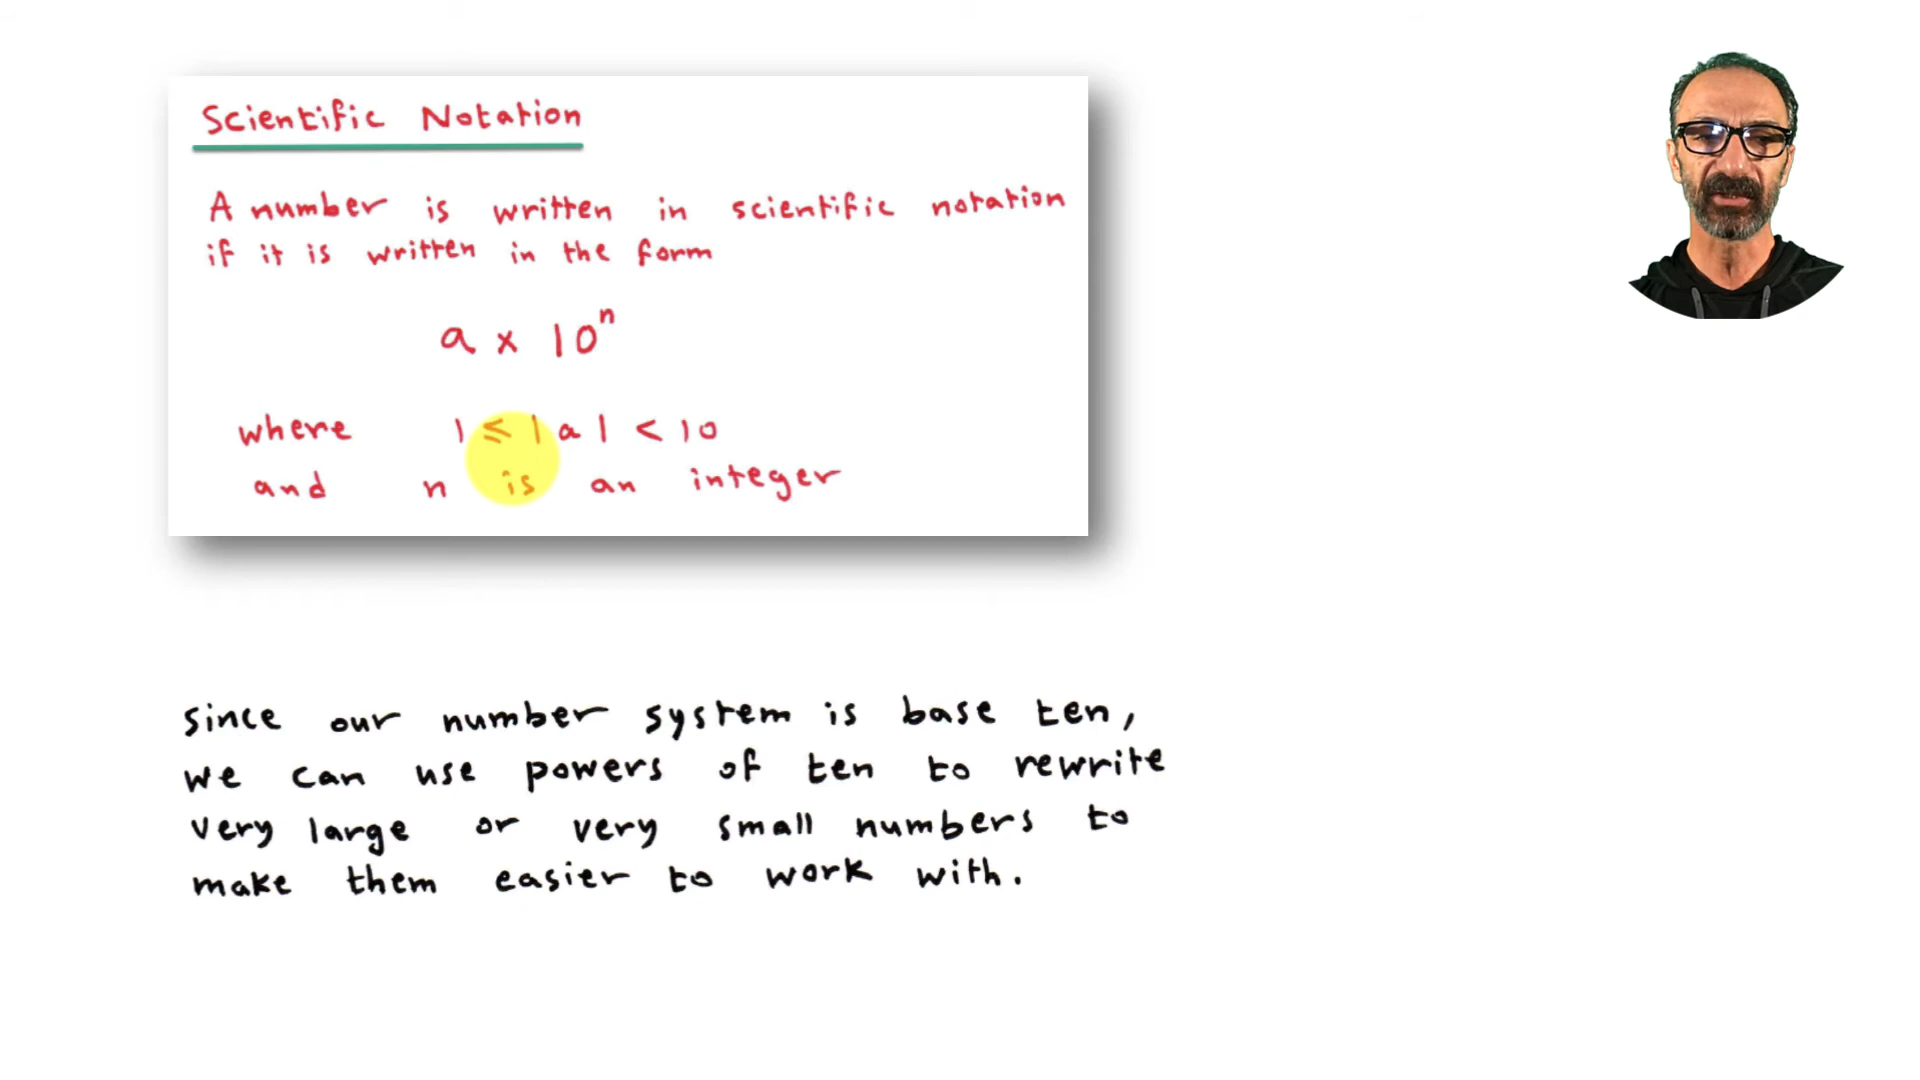 Scientific Notation
A number is written in scientific notation
if it is written in the form
a x 10ⁿ
where 1 ≤ |a| < 10
and n is an integer
since our number system is base ten,
we can use powers of ten to rewrite
very large or very small numbers to
make them easier to work with.